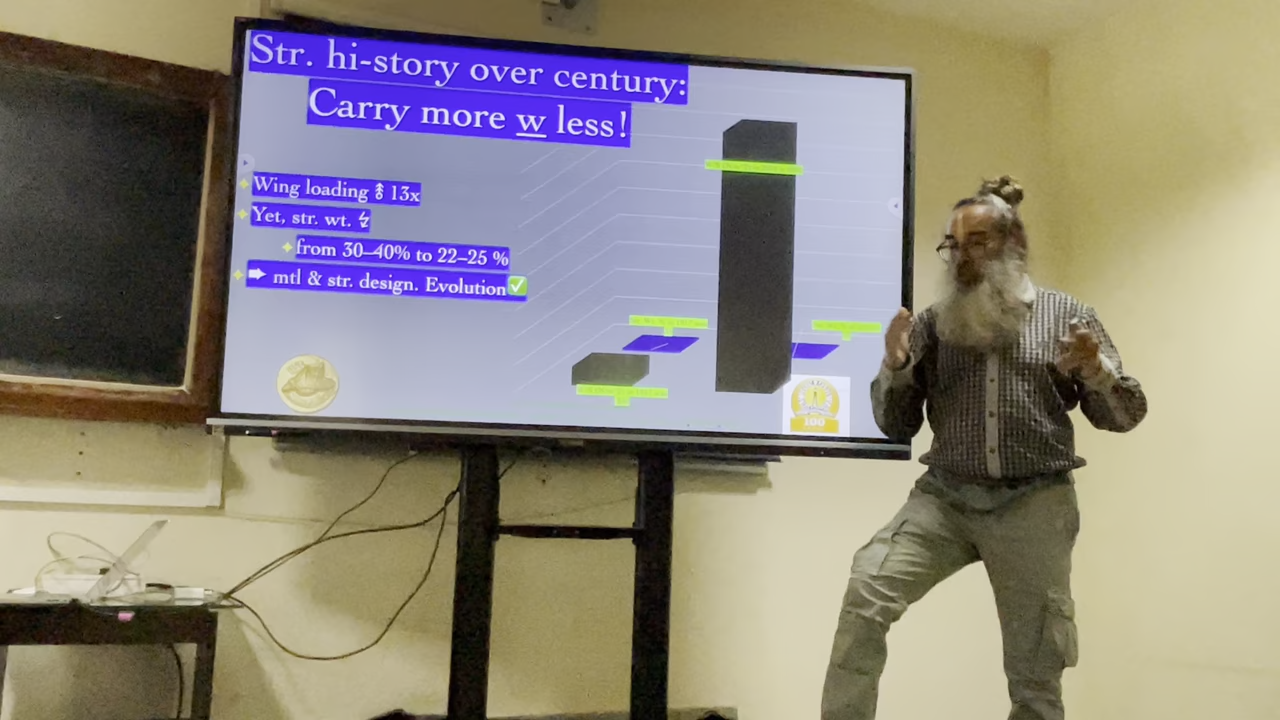 Str. hi-story over century:
Carry more w less!
Wing loading ⇞ 13x
Yet, str. wt. ↯
from 30–40% to 22–25 %
➨ mtl & str. design. Evolution✅
100